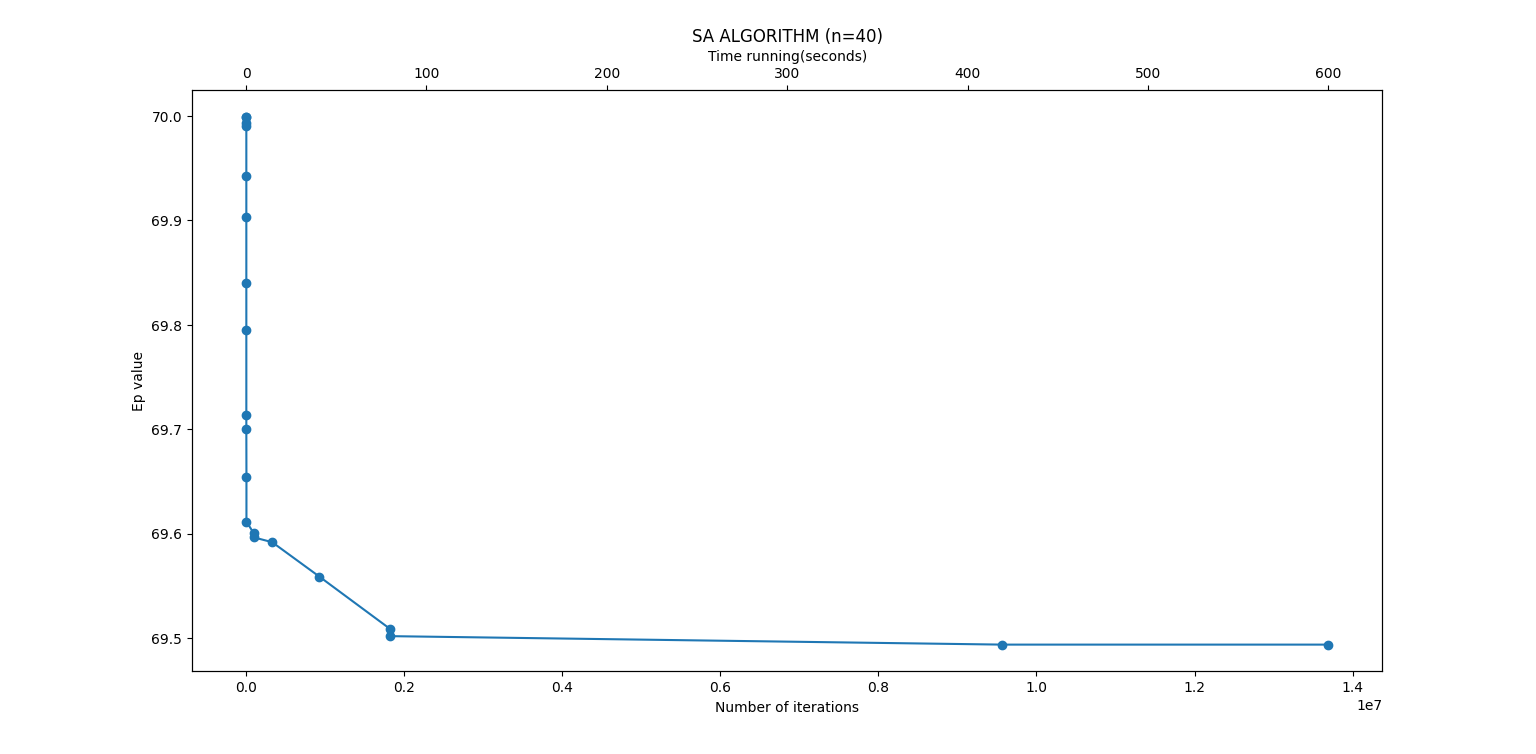 SA ALGORITHM (n=40)
Time running(seconds)
0 100 200 300 400 500 600
70.0
69.9
69.8
69.7
69.6
69.5
Ep value
0.0 0.2 0.4 0.6 0.8 1.0 1.2 1.4
1e7
Number of iterations